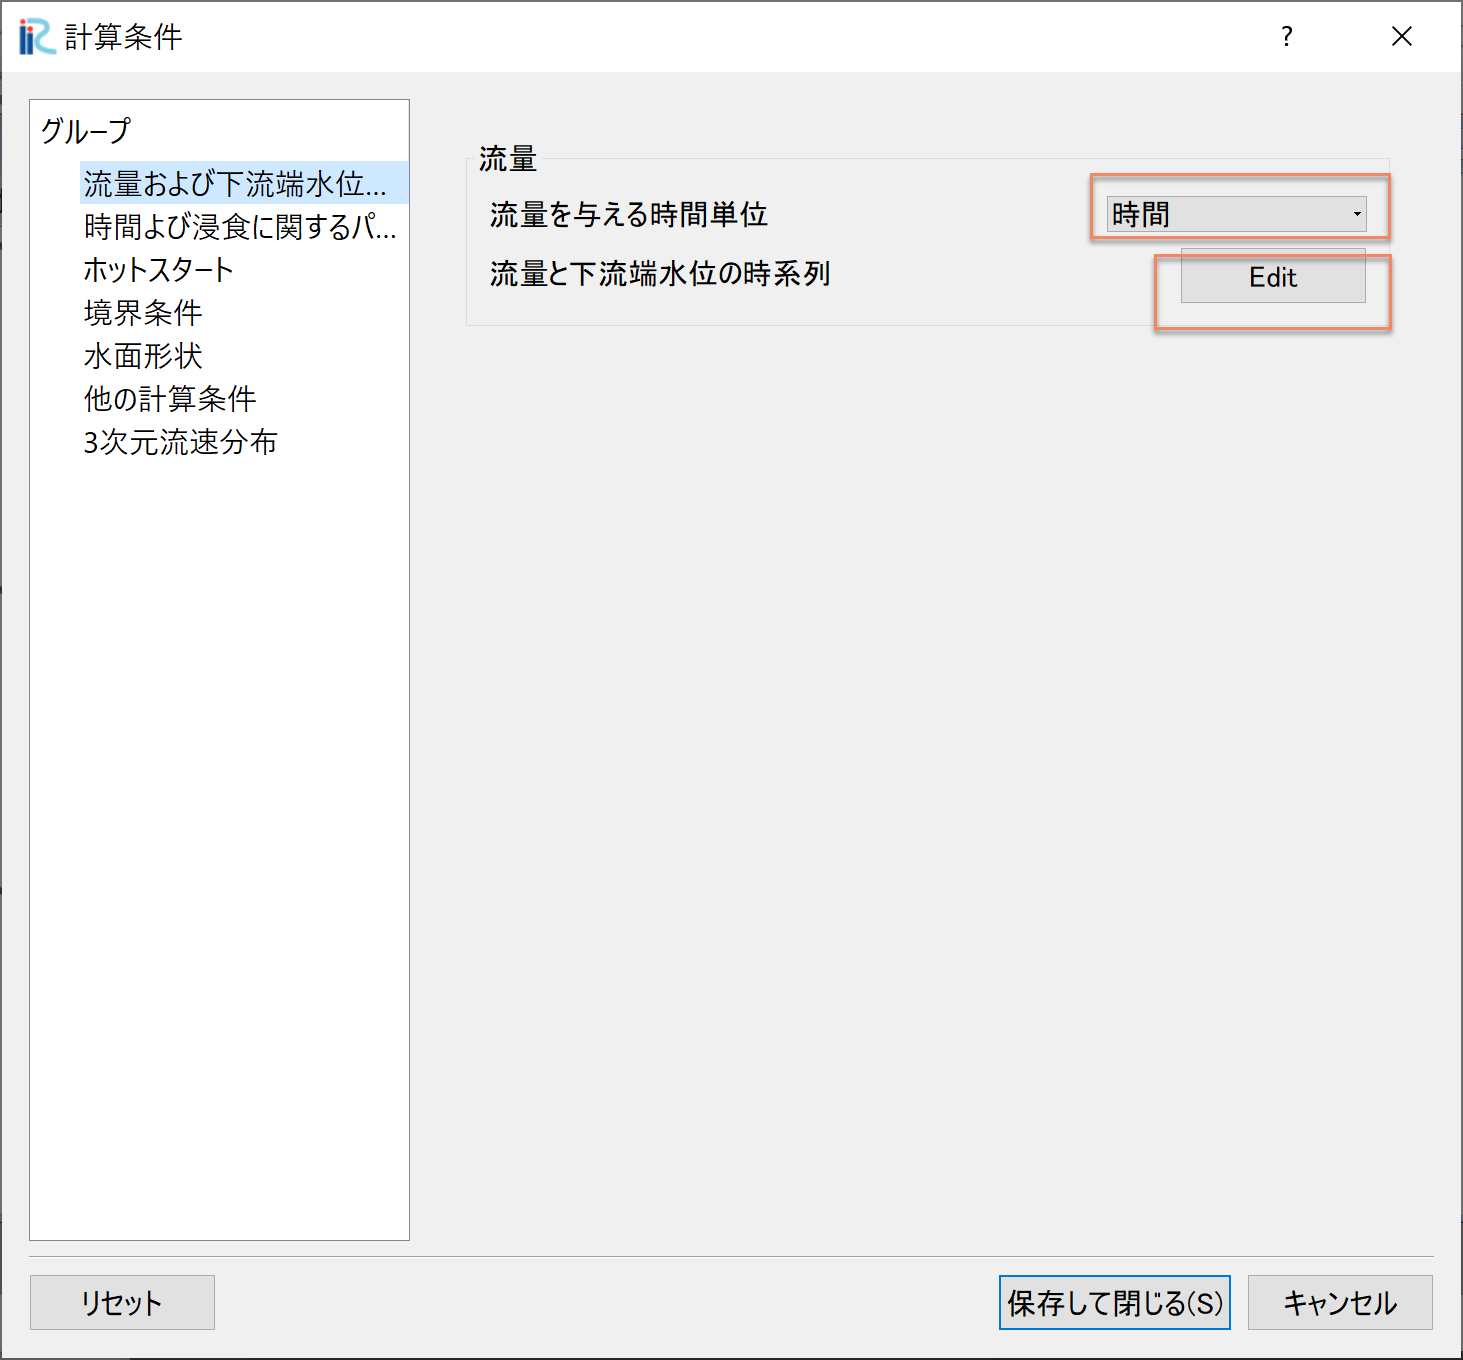 計算条件
?
グループ
流量および下流端水位...
時間よび浸食に関するパ...
ホットスタート
境界条件
水面形状
他の計算条件
3次元流速分布
流量
流量を与える時間単位
時間
流量と下流端水位の時系列
Edit
リセット
保存して閉じる(S)
キャンセル